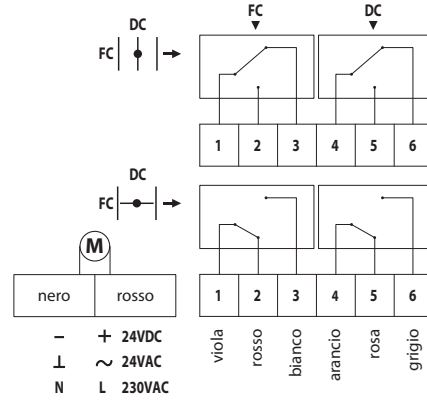 FC DC
DC
FC
1 2 3 4 5 6
DC
FC
M
nero rosso
1 2 3 4 5 6
viola rosso bianco arancio rosa grigio
− + 24VDC
⊥ ~ 24VAC
N L 230VAC